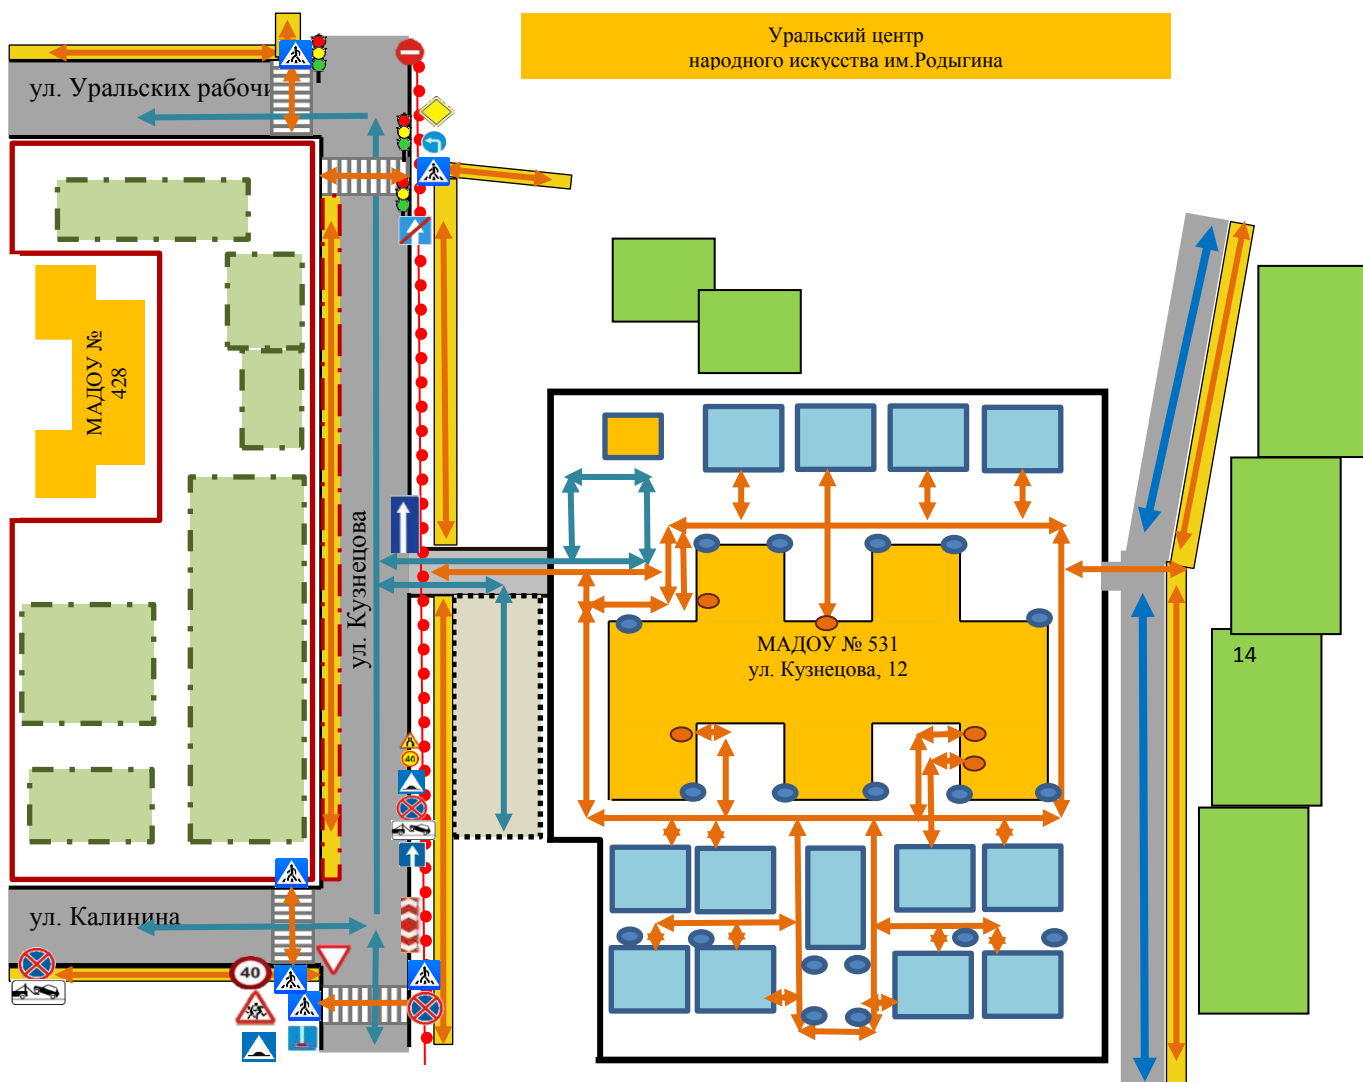 Уральский центр
народного искусства им.Родыгина
ул. Уральских рабочи
МАДОУ №
428
ул. Кузнецова
МАДОУ № 531
ул. Кузнецова, 12
14
40
ул. Калинина
40